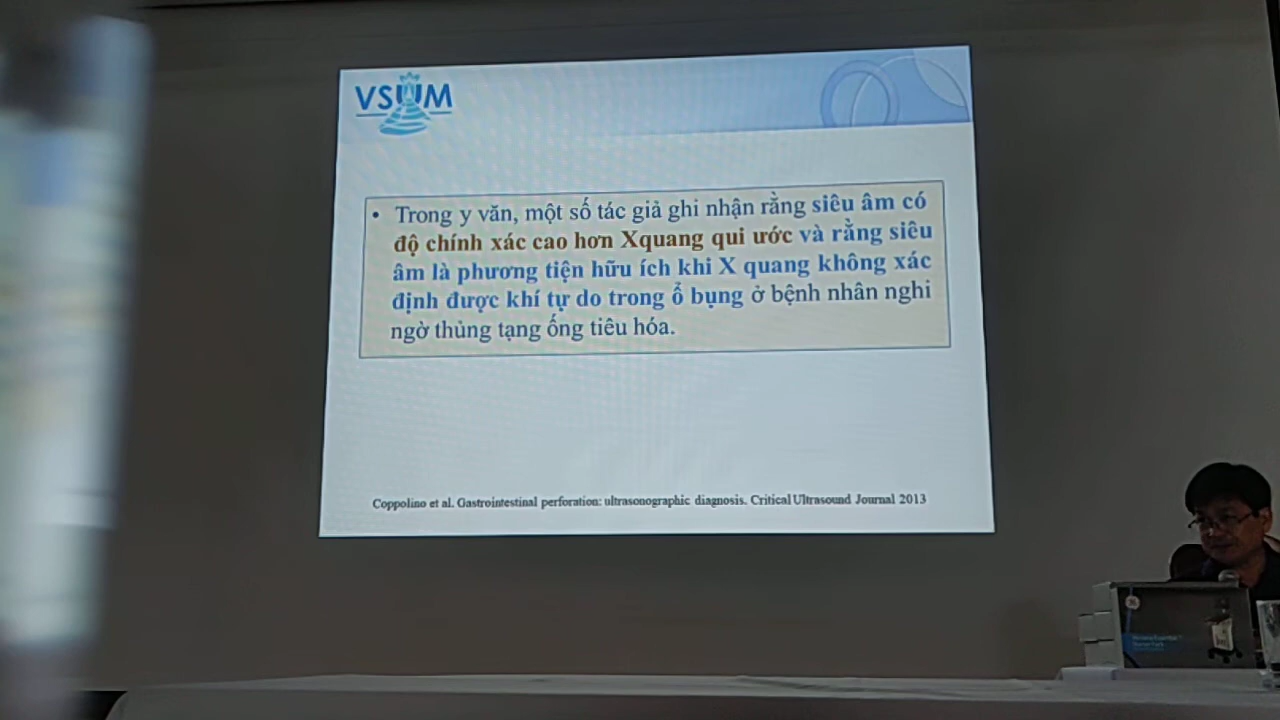 VSUM
• Trong y văn, một số tác giả ghi nhận rằng siêu âm có
độ chính xác cao hơn Xquang qui ước và rằng siêu
âm là phương tiện hữu ích khi X quang không xác
định được khí tự do trong ổ bụng ở bệnh nhân nghi
ngờ thủng tạng ống tiêu hóa.
Coppolino et al. Gastrointestinal perforation: ultrasonographic diagnosis. Critical Ultrasound Journal 2013